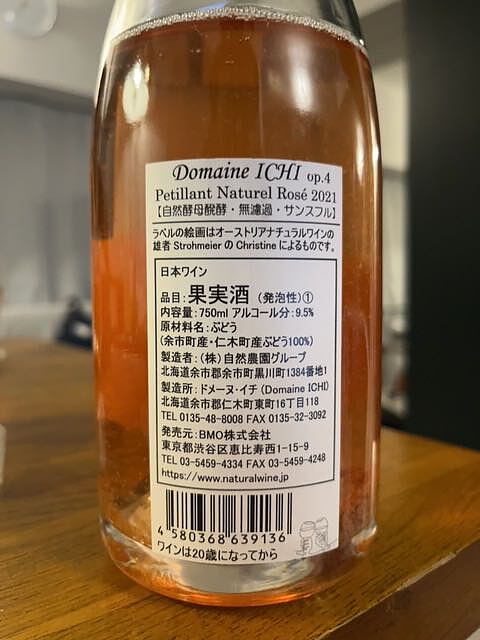 Domaine ICHI op.4
Petillant Naturel Rosé 2021
【自然酵母醗酵・無濾過・サンスフル】
ラベルの絵画はオーストリアナチュラルワインの
雄者 Strohmeier の Christine によるものです。
日本ワイン
品目:果実酒（発泡性）①
内容量:750ml アルコール分:9.5%
原材料名:ぶどう
(余市町産・仁木町産ぶどう100%)
製造者:（株）自然農園グループ
北海道余市郡余市町黒川町1384番地1
製造所:ドメーヌ・イチ (Domaine ICHI)
北海道余市郡仁木町東町16丁目118
TEL 0135-48-8008 FAX 0135-32-3092
発売元:BMO株式会社
東京都渋谷区恵比寿西1-15-9
TEL 03-5459-4334 FAX 03-5459-4248
https://www.naturalwine.jp
4 580368 639136
ワインは20歳になってから